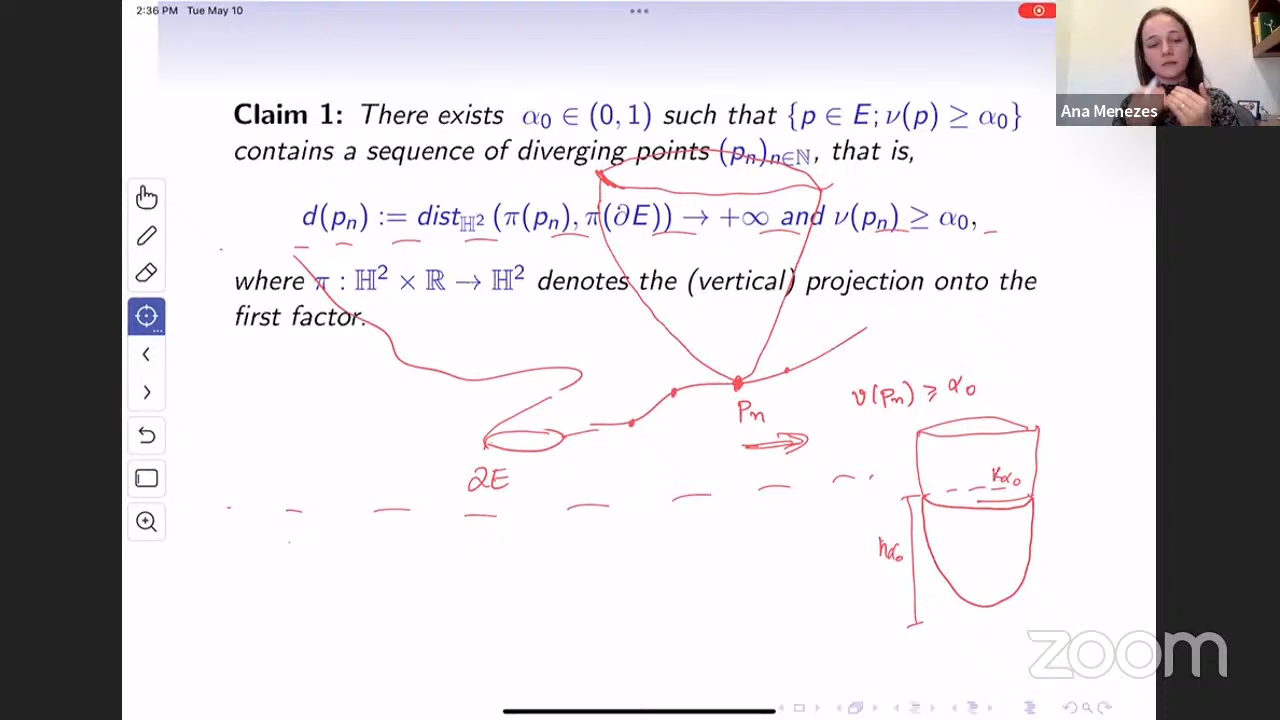 2:36 PM Tue May 10
Ana Menezes
Claim 1: There exists α₀ ∈ (0, 1) such that {p ∈ E; ν(p) ≥ α₀}
contains a sequence of diverging points (pₙ)ₙ∈ℕ, that is,
d(pₙ) := dist_ℍ² (π(pₙ), π(∂E)) → +∞ and ν(pₙ) ≥ α₀,
where π : ℍ² × ℝ → ℍ² denotes the (vertical) projection onto the
first factor.
ν(pₙ) ≥ α₀
pₙ
∂E
kα₀
hα₀
zoom